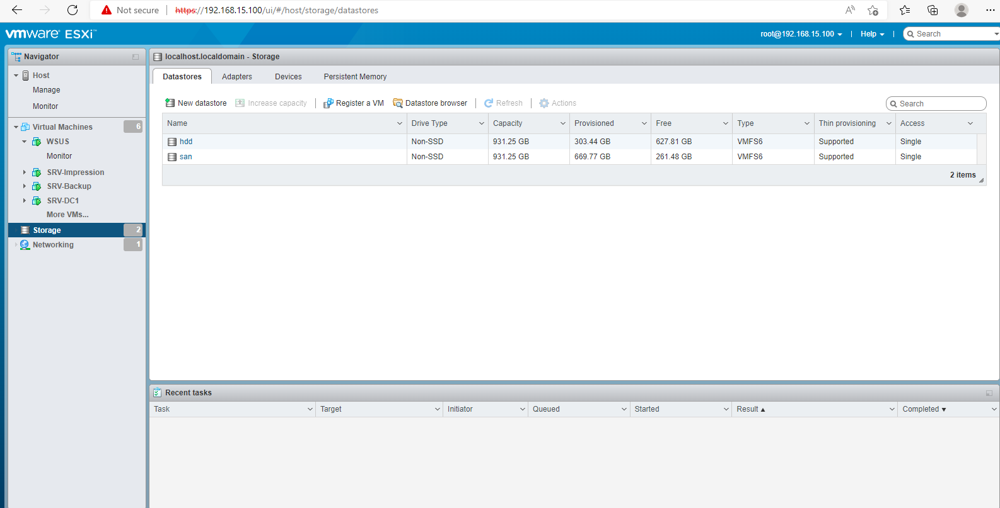 Not secure https://192.168.15.100/ui/#/host/storage/datastores
vmware ESXi™ root@192.168.15.100 Help Search
Navigator
Host
Manage
Monitor
Virtual Machines 6
WSUS
Monitor
SRV-Impression
SRV-Backup
SRV-DC1
More VMs...
Storage 2
Networking 1
localhost.localdomain - Storage
Datastores Adapters Devices Persistent Memory
New datastore Increase capacity Register a VM Datastore browser Refresh Actions Search
Name Drive Type Capacity Provisioned Free Type Thin provisioning Access
hdd Non-SSD 931.25 GB 303.44 GB 627.81 GB VMFS6 Supported Single
san Non-SSD 931.25 GB 669.77 GB 261.48 GB VMFS6 Supported Single
2 items
Recent tasks
Task Target Initiator Queued Started Result ▲ Completed ▼